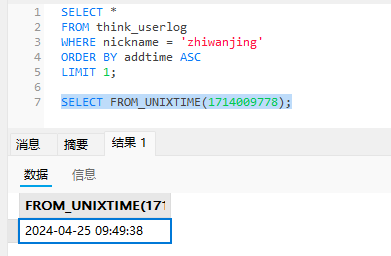 1 SELECT *
2 FROM think_userlog
3 WHERE nickname = 'zhiwanjing'
4 ORDER BY addtime ASC
5 LIMIT 1;
6
7 SELECT FROM_UNIXTIME(1714009778);
消息 摘要 结果 1
数据 信息
FROM_UNIXTIME(171
2024-04-25 09:49:38